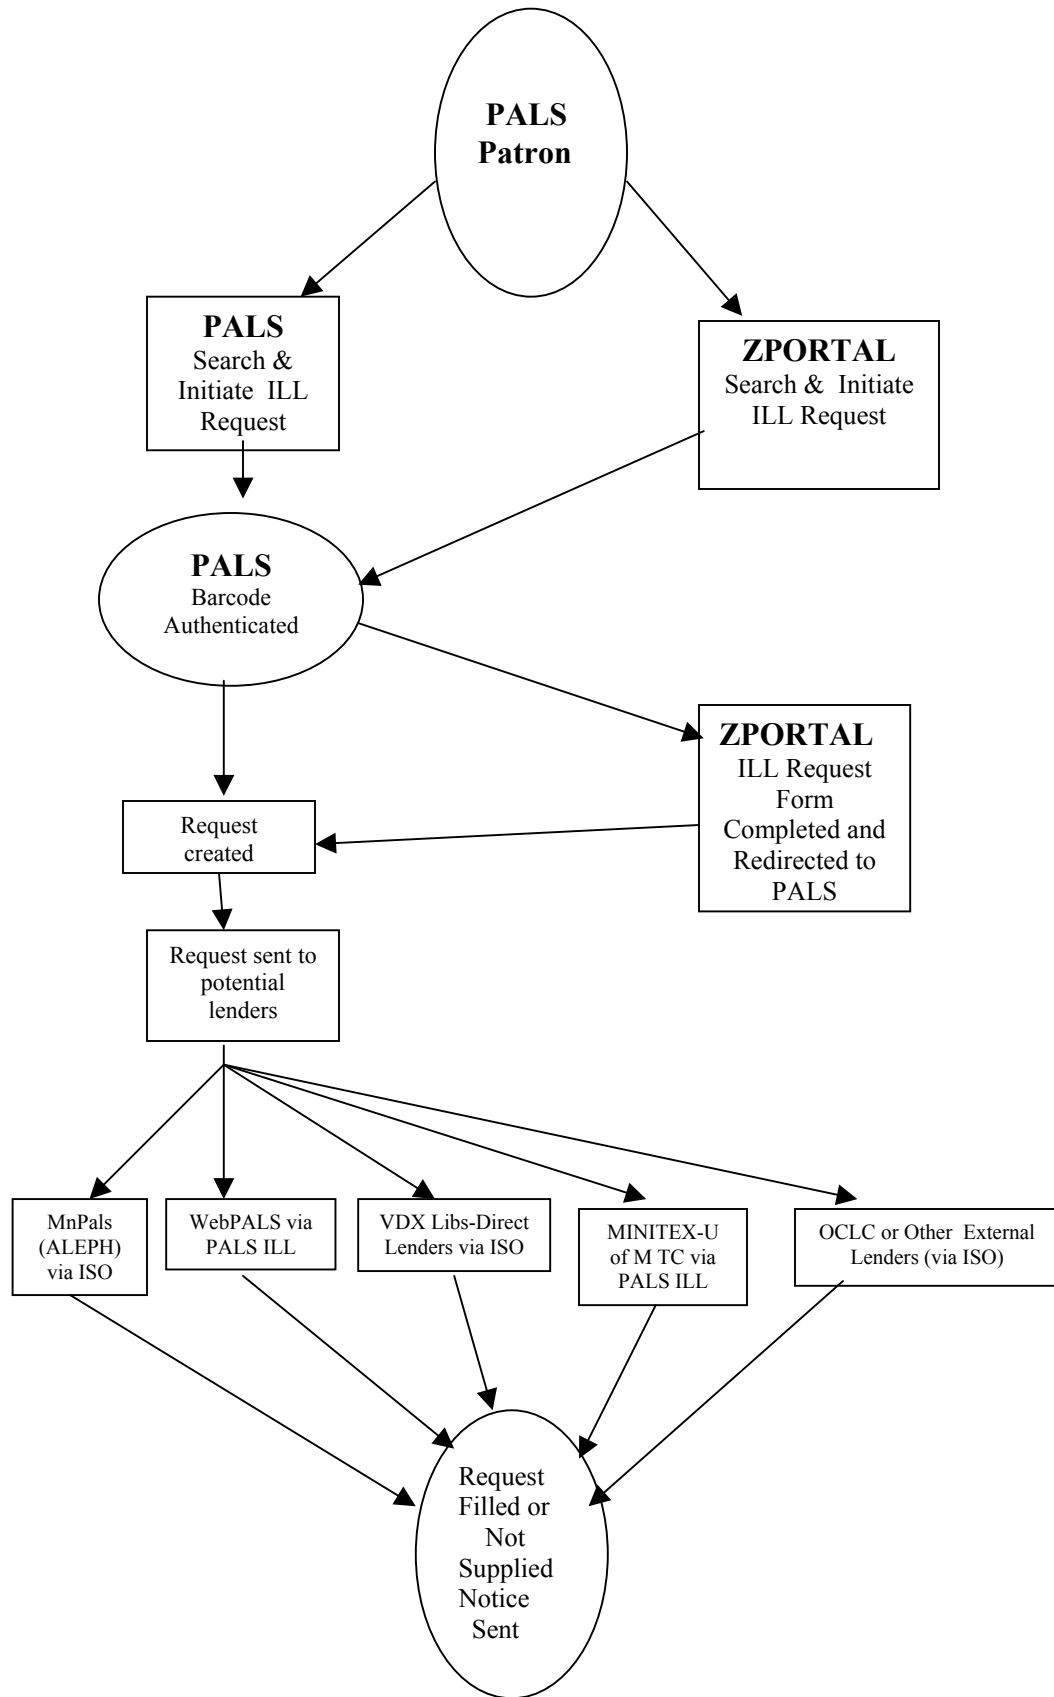 PALS
Patron
PALS
Search &
Initiate ILL
Request
ZPORTAL
Search & Initiate
ILL Request
PALS
Barcode
Authenticated
ZPORTAL
ILL Request
Form
Completed and
Redirected to
PALS
Request
created
Request sent to
potential
lenders
MnPals
(ALEPH)
via ISO
WebPALS via
PALS ILL
VDX Libs-Direct
Lenders via ISO
MINITEX-U
of M TC via
PALS ILL
OCLC or Other External
Lenders (via ISO)
Request
Filled or
Not
Supplied
Notice
Sent